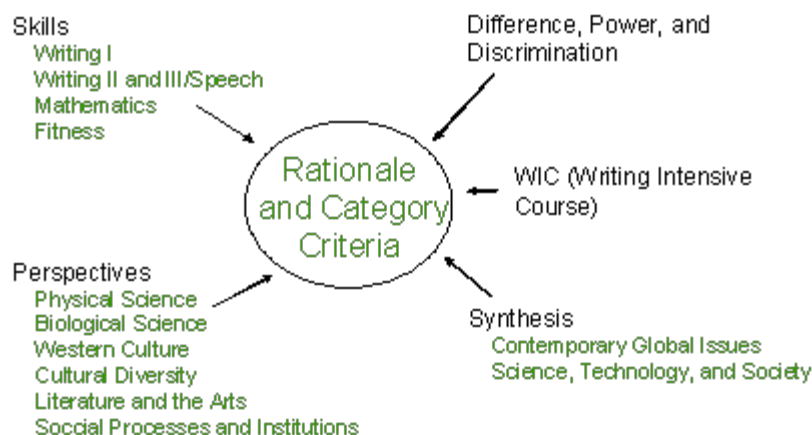 Skills
Writing I
Writing II and III/Speech
Mathematics
Fitness
Difference, Power, and
Discrimination
Rationale
and Category
Criteria
WIC (Writing Intensive
Course)
Perspectives
Physical Science
Biological Science
Western Culture
Cultural Diversity
Literature and the Arts
Soccial Processes and Institutions
Synthesis
Contemporary Global Issues
Science, Technology, and Society